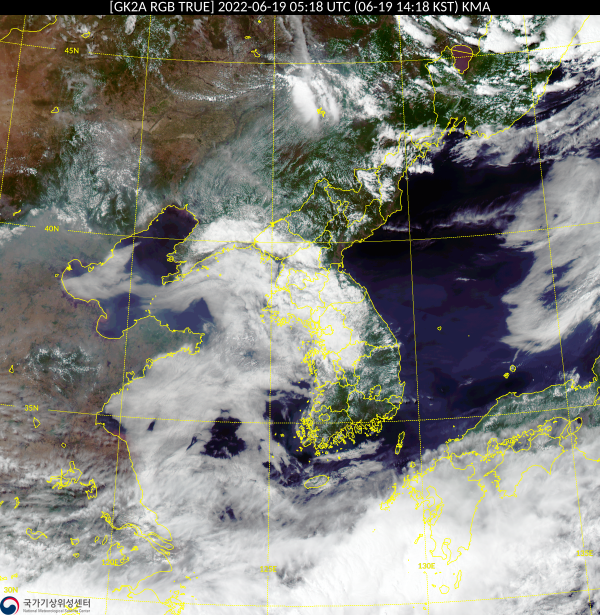 [GK2A RGB TRUE] 2022-06-19 05:18 UTC (06-19 14:18 KST) KMA
45N
40N
35N
130E
30N
국가기상위성센터
National Meteorological Satellite Center